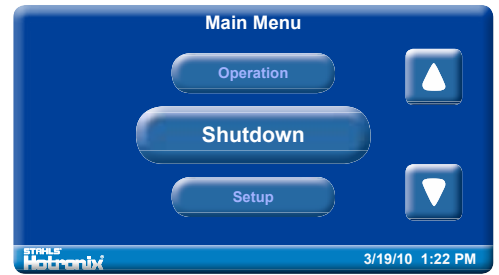 Main Menu
Operation
Shutdown
Setup
STAHLS'
Hotronix
3/19/10 1:22 PM